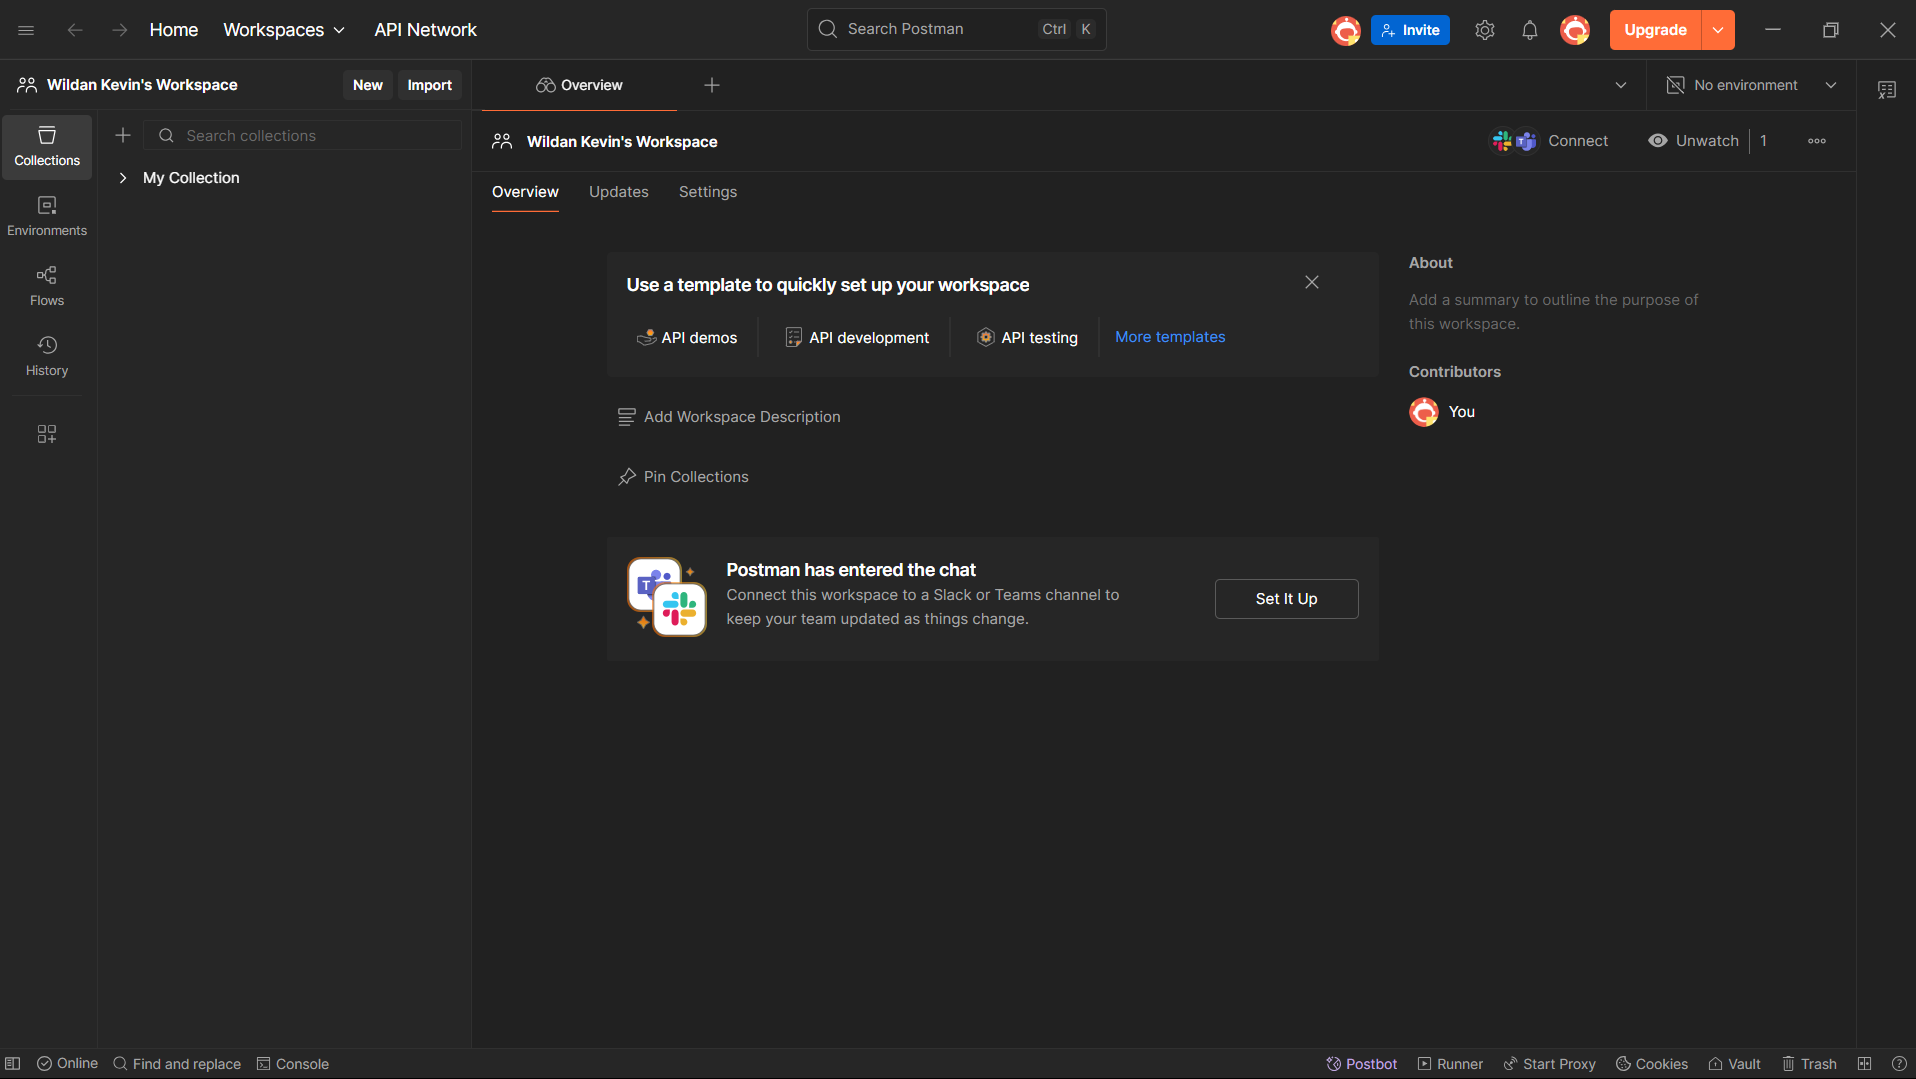 Home Workspaces API Network Search Postman Ctrl K Invite Upgrade
Wildan Kevin's Workspace New Import Overview No environment
Search collections
My Collection
Collections
Environments
Flows
History
Wildan Kevin's Workspace Connect Unwatch 1
Overview Updates Settings
Use a template to quickly set up your workspace
API demos API development API testing More templates
Add Workspace Description
Pin Collections
T
Postman has entered the chat
Connect this workspace to a Slack or Teams channel to
keep your team updated as things change.
Set It Up
About
Add a summary to outline the purpose of
this workspace.
Contributors
You
Online Find and replace Console Postbot Runner Start Proxy Cookies Vault Trash